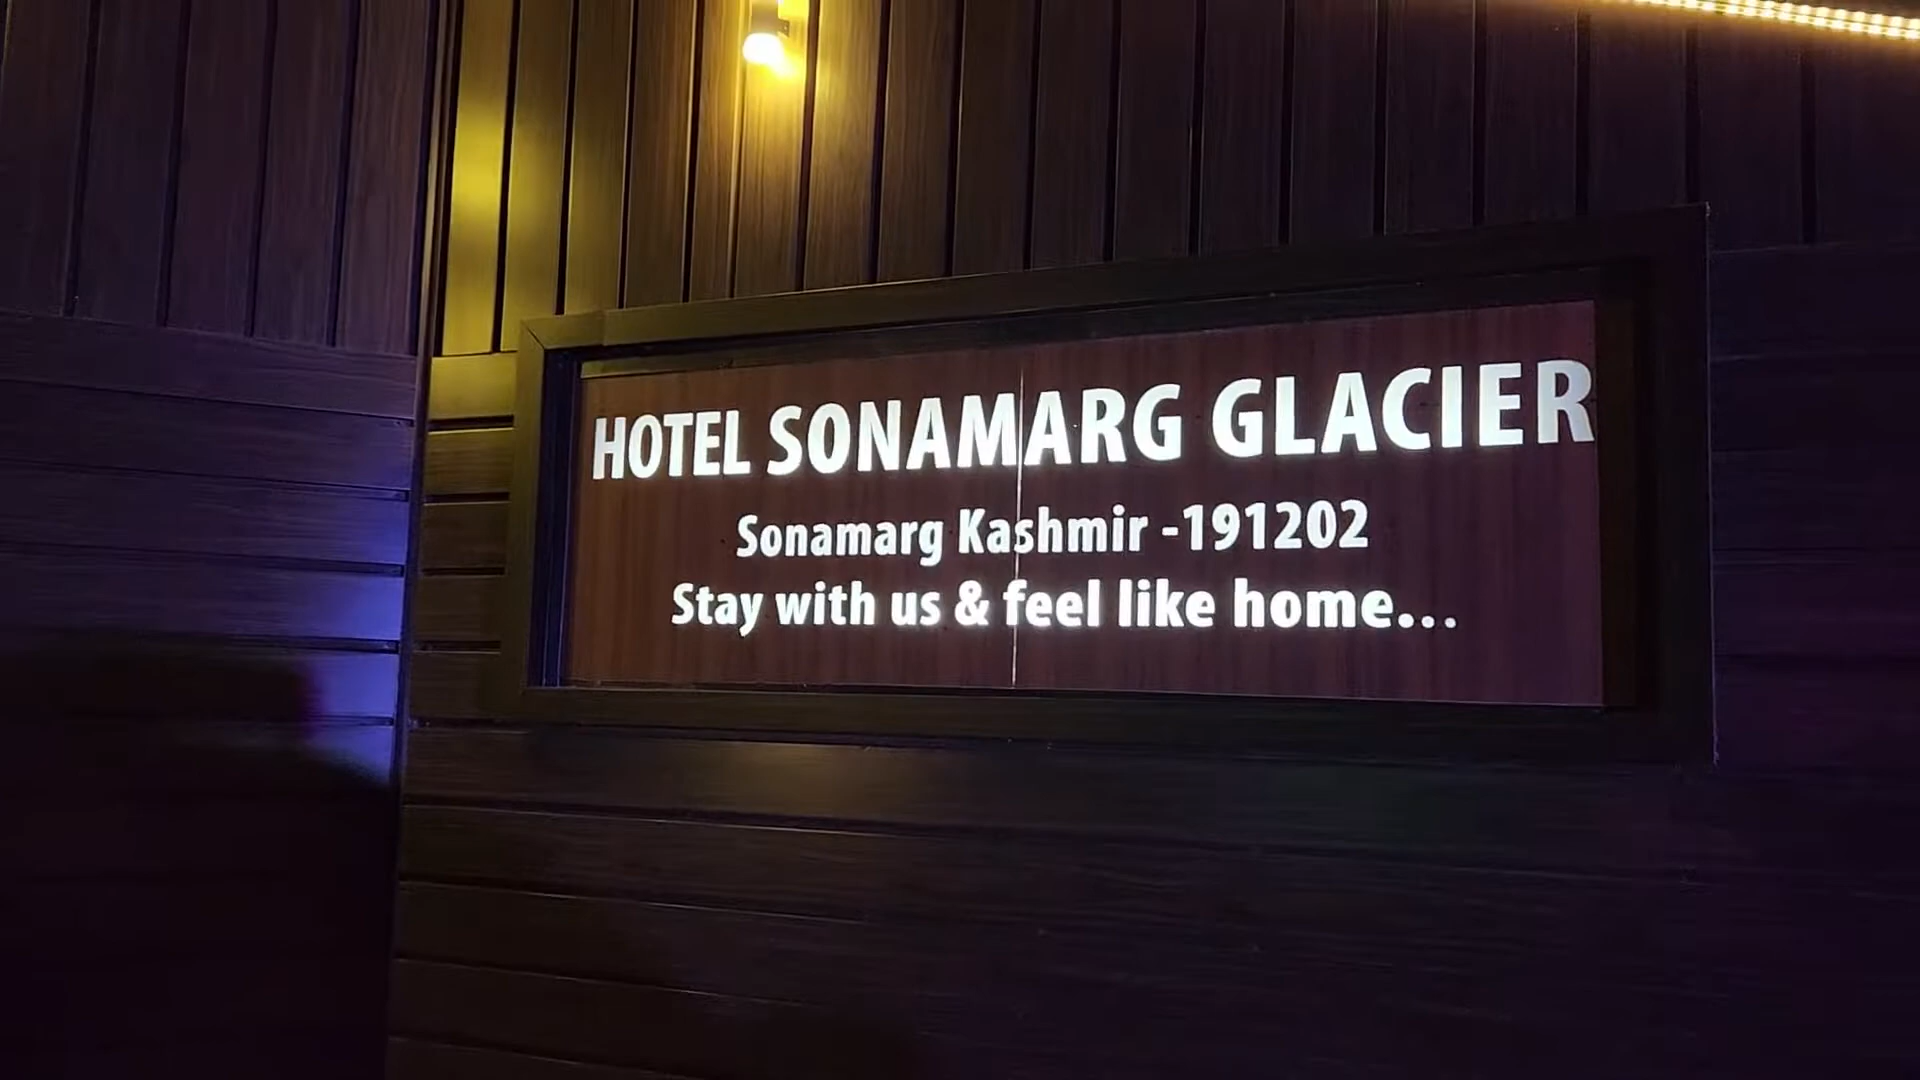 HOTEL SONAMARG GLACIER
Sonamarg Kashmir -191202
Stay with us & feel like home...